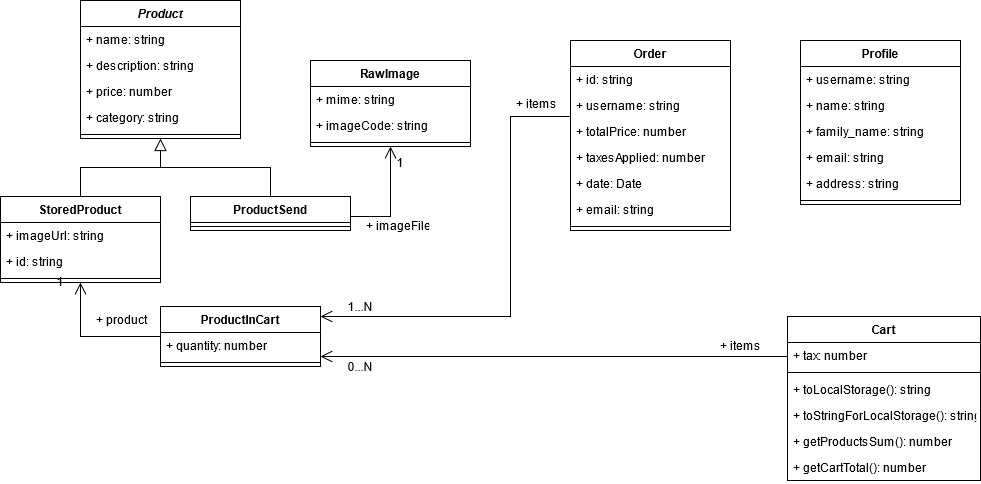 Product
+ name: string
+ description: string
+ price: number
+ category: string
RawImage
+ mime: string
+ imageCode: string
Order
+ id: string
+ username: string
+ totalPrice: number
+ taxesApplied: number
+ date: Date
+ email: string
Profile
+ username: string
+ name: string
+ family_name: string
+ email: string
+ address: string
+ items
1
StoredProduct
+ imageUrl: string
+ id: string
1
ProductSend
+ imageFile
+ product
ProductInCart
+ quantity: number
1...N
0...N
+ items
Cart
+ tax: number
+ toLocalStorage(): string
+ toStringForLocalStorage(): string
+ getProductsSum(): number
+ getCartTotal(): number